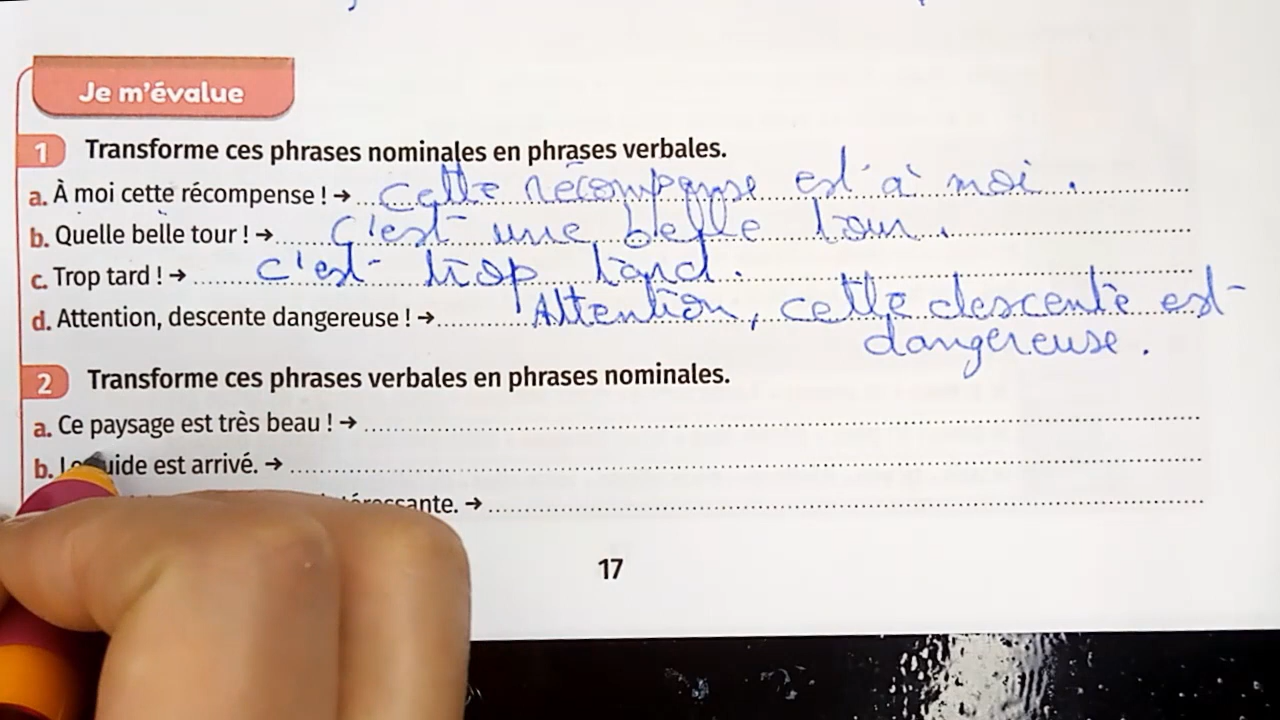 Je m'évalue
1 Transforme ces phrases nominales en phrases verbales.
a. À moi cette récompense ! → cette récompense est à moi.
b. Quelle belle tour ! → C'est une belle tour.
c. Trop tard ! → C'est trop tard.
d. Attention, descente dangereuse ! → Attention, cette descente est
dangereuse.
2 Transforme ces phrases verbales en phrases nominales.
a. Ce paysage est très beau ! →
b. est arrivé. →
→
17